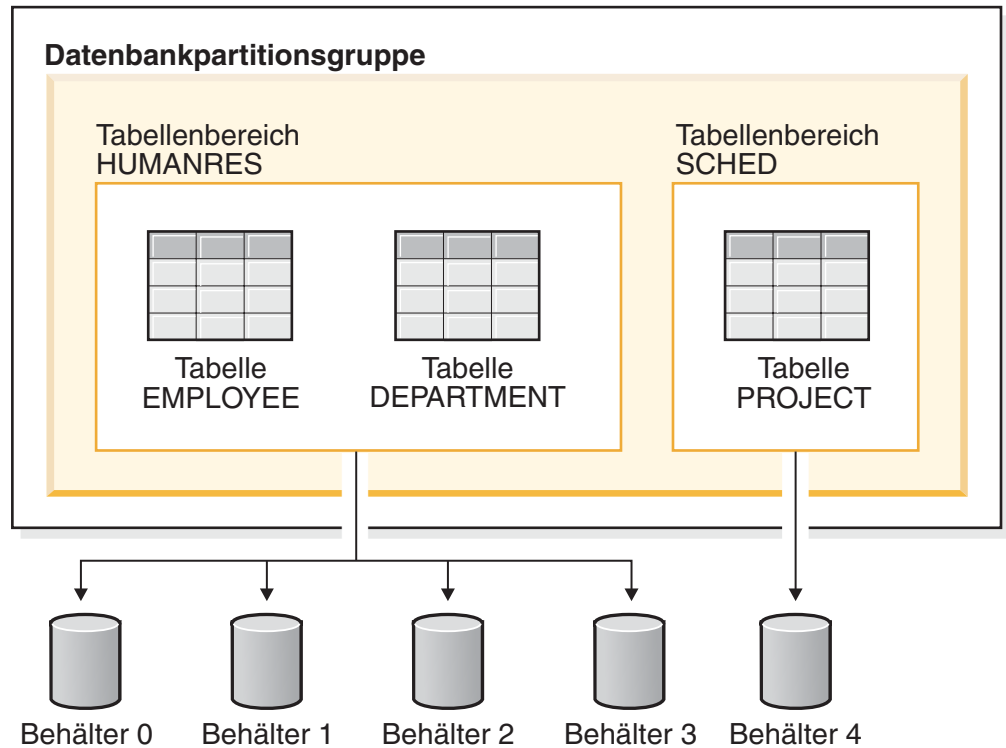 Datenbankpartitionsgruppe
Tabellenbereich
HUMANRES
Tabellenbereich
SCHED
Tabelle
EMPLOYEE
Tabelle
DEPARTMENT
Tabelle
PROJECT
Behälter 0
Behälter 1
Behälter 2
Behälter 3
Behälter 4